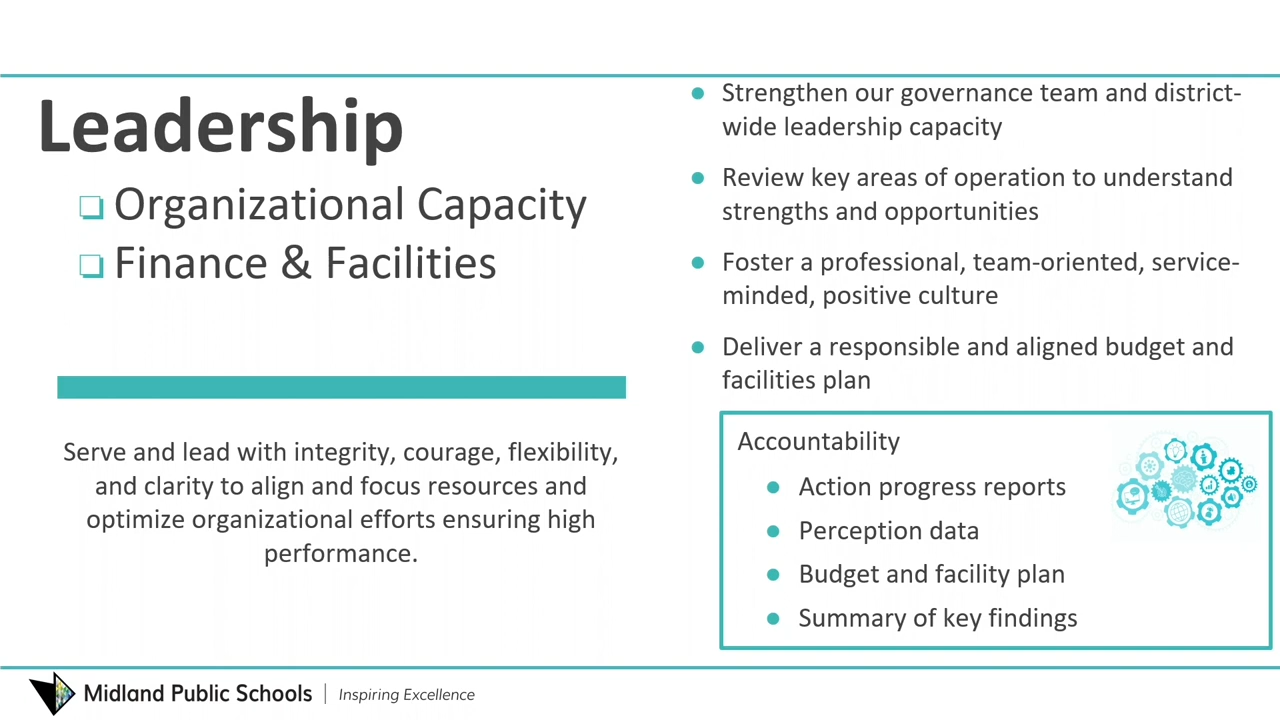 Leadership
❏ Organizational Capacity
❏ Finance & Facilities
Serve and lead with integrity, courage, flexibility,
and clarity to align and focus resources and
optimize organizational efforts ensuring high
performance.
● Strengthen our governance team and district-
wide leadership capacity
● Review key areas of operation to understand
strengths and opportunities
● Foster a professional, team-oriented, service-
minded, positive culture
● Deliver a responsible and aligned budget and
facilities plan
Accountability
● Action progress reports
● Perception data
● Budget and facility plan
● Summary of key findings
Midland Public Schools | Inspiring Excellence